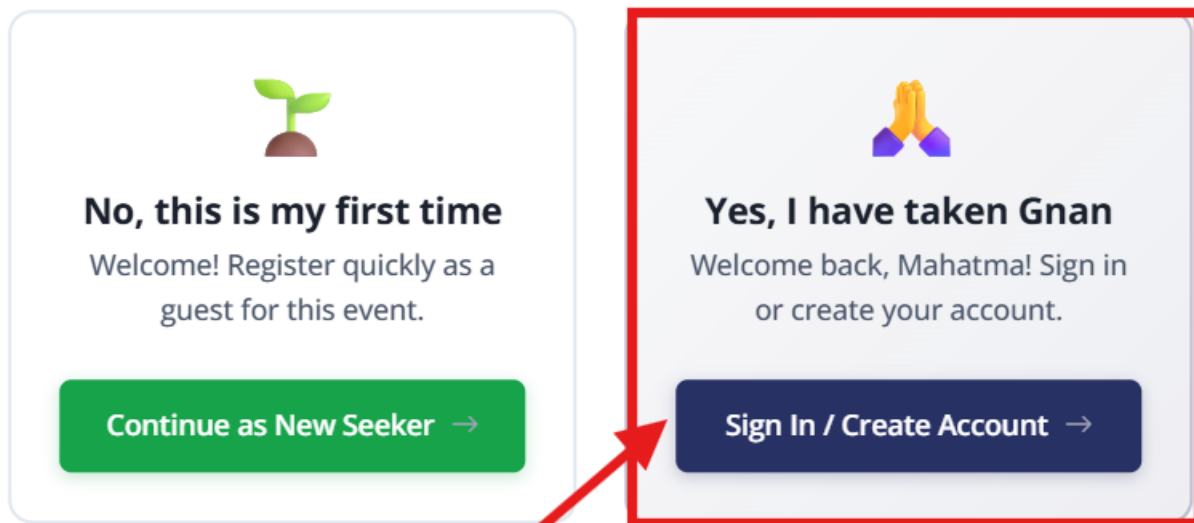 No, this is my first time
Welcome! Register quickly as a
guest for this event.
Continue as New Seeker →
Yes, I have taken Gnan
Welcome back, Mahatma! Sign in
or create your account.
Sign In / Create Account →